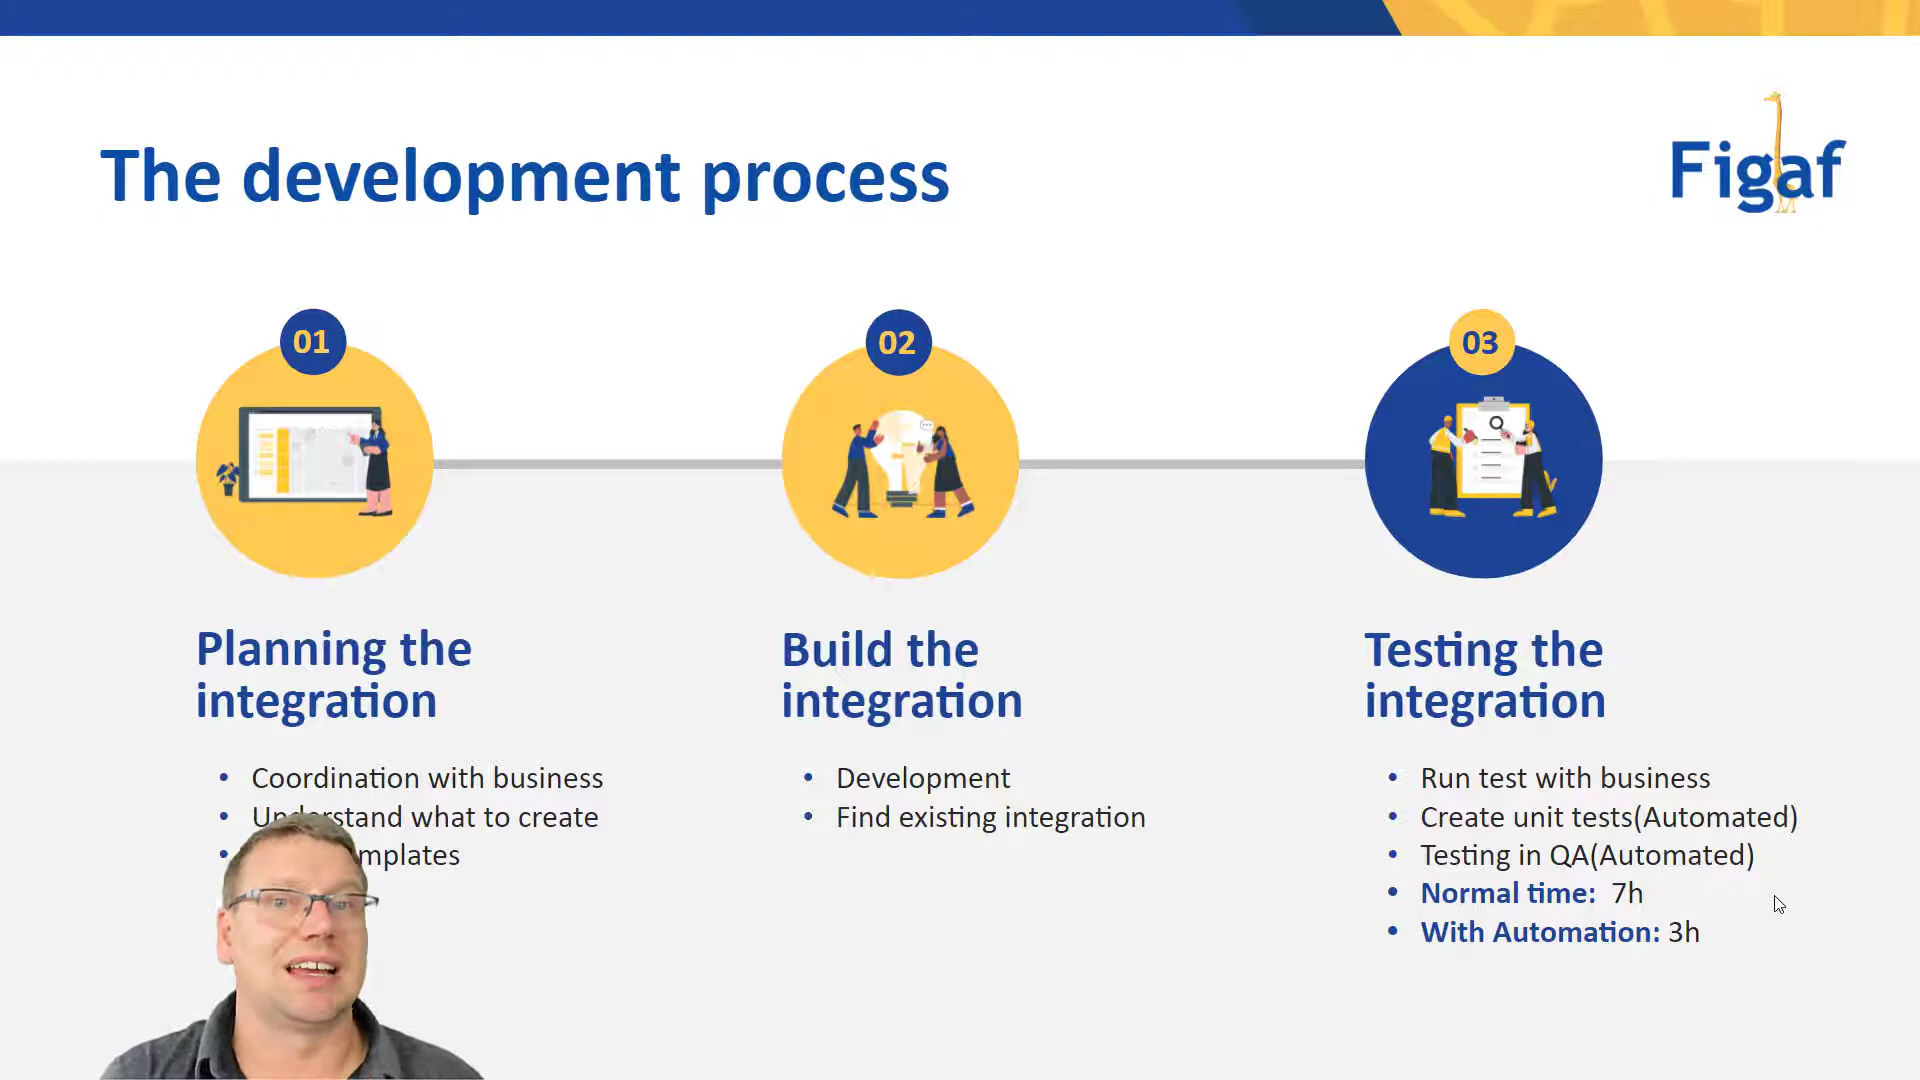 The development process
Figaf
01
02
03
Planning the
integration
Coordination with business
what to create
Build the
integration
Development
Find existing integration
Testing the
integration
Run test with business
Create unit tests(Automated)
Testing in QA(Automated)
Normal time: 7h
With Automation: 3h